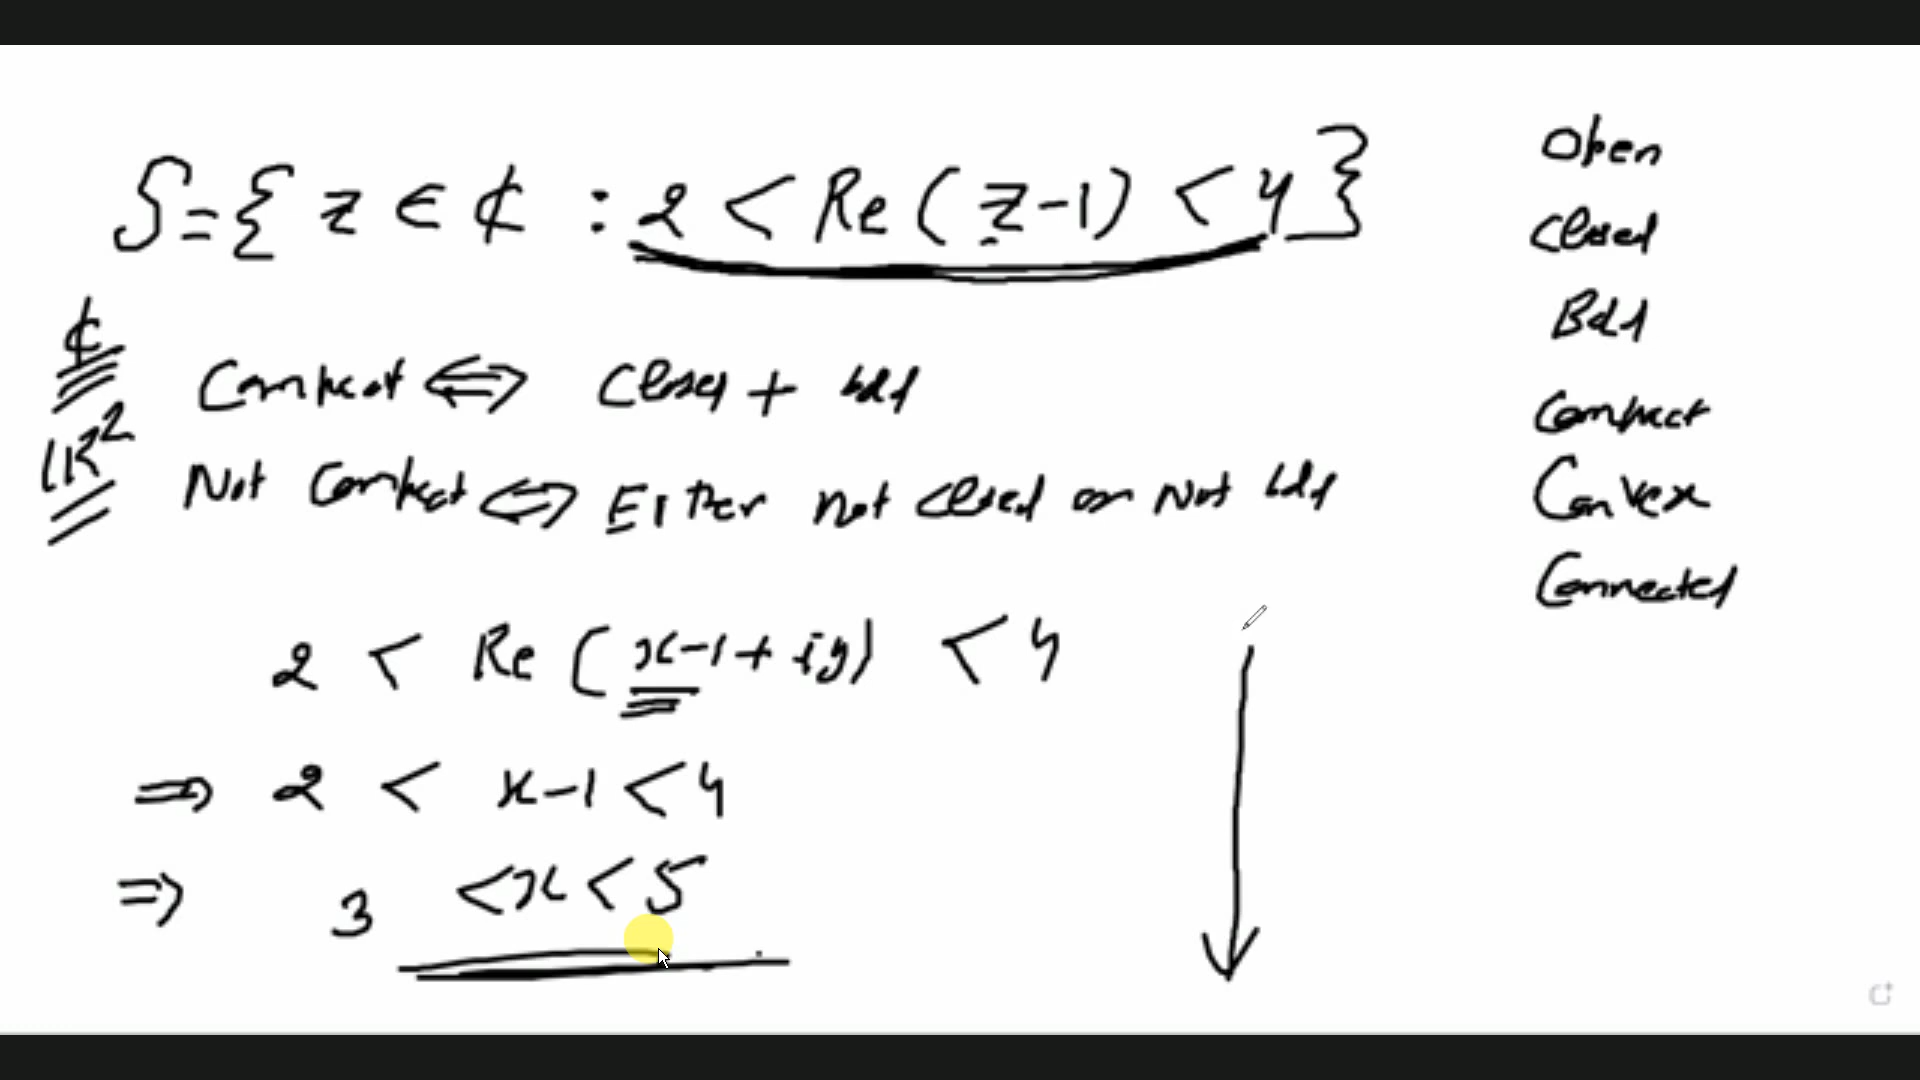 S={ z ∈ ₵ : 2 < Re ( z-1) < 4 }
₵
Compact ⇔ Closed + bdd
IR²
Not Compact ⇔ Either not closed or Not bdd
2 < Re (x-1+iy) < 4
⇒ 2 < x-1 < 4
⇒ 3 < x < 5
Open
Closed
Bdd
Compact
Convex
Connected